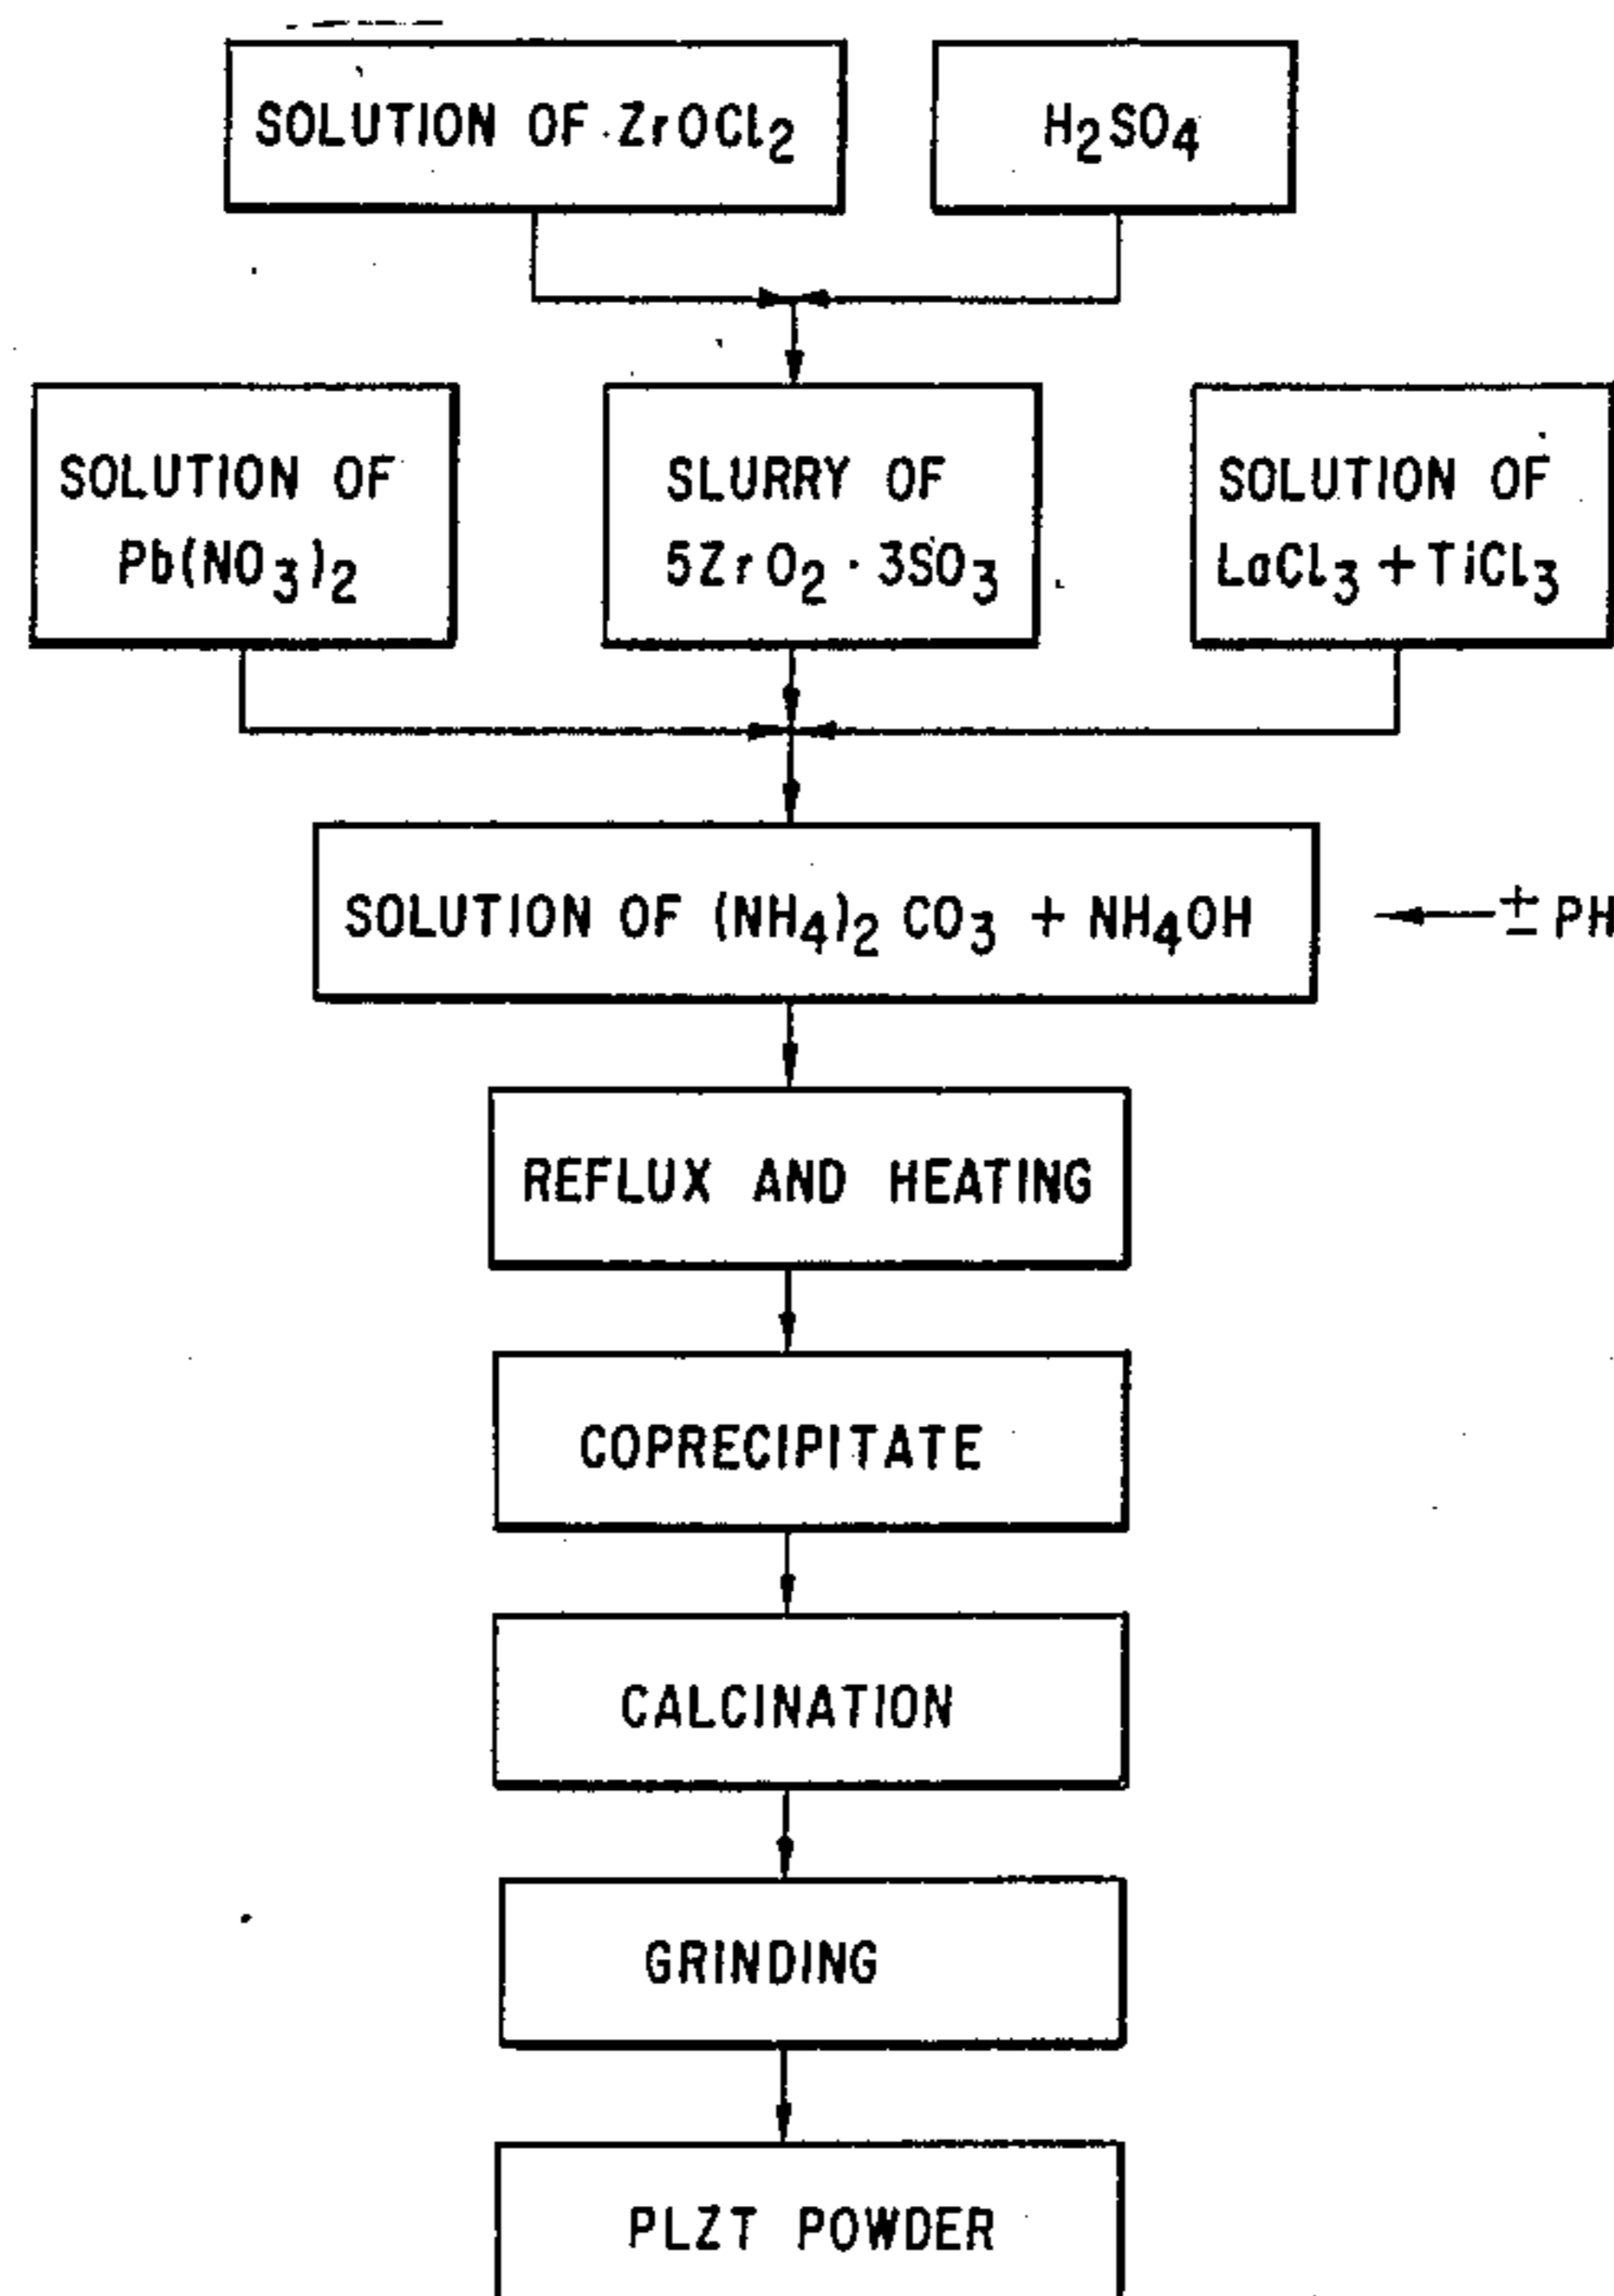 SOLUTION OF ZrOCl₂
H₂SO₄
SOLUTION OF
Pb(NO₃)₂
SLURRY OF
5ZrO₂ · 3SO₃
SOLUTION OF
LaCl₃ + TiCl₃
SOLUTION OF (NH₄)₂ CO₃ + NH₄OH
± PH
REFLUX AND HEATING
COPRECIPITATE
CALCINATION
GRINDING
PLZT POWDER